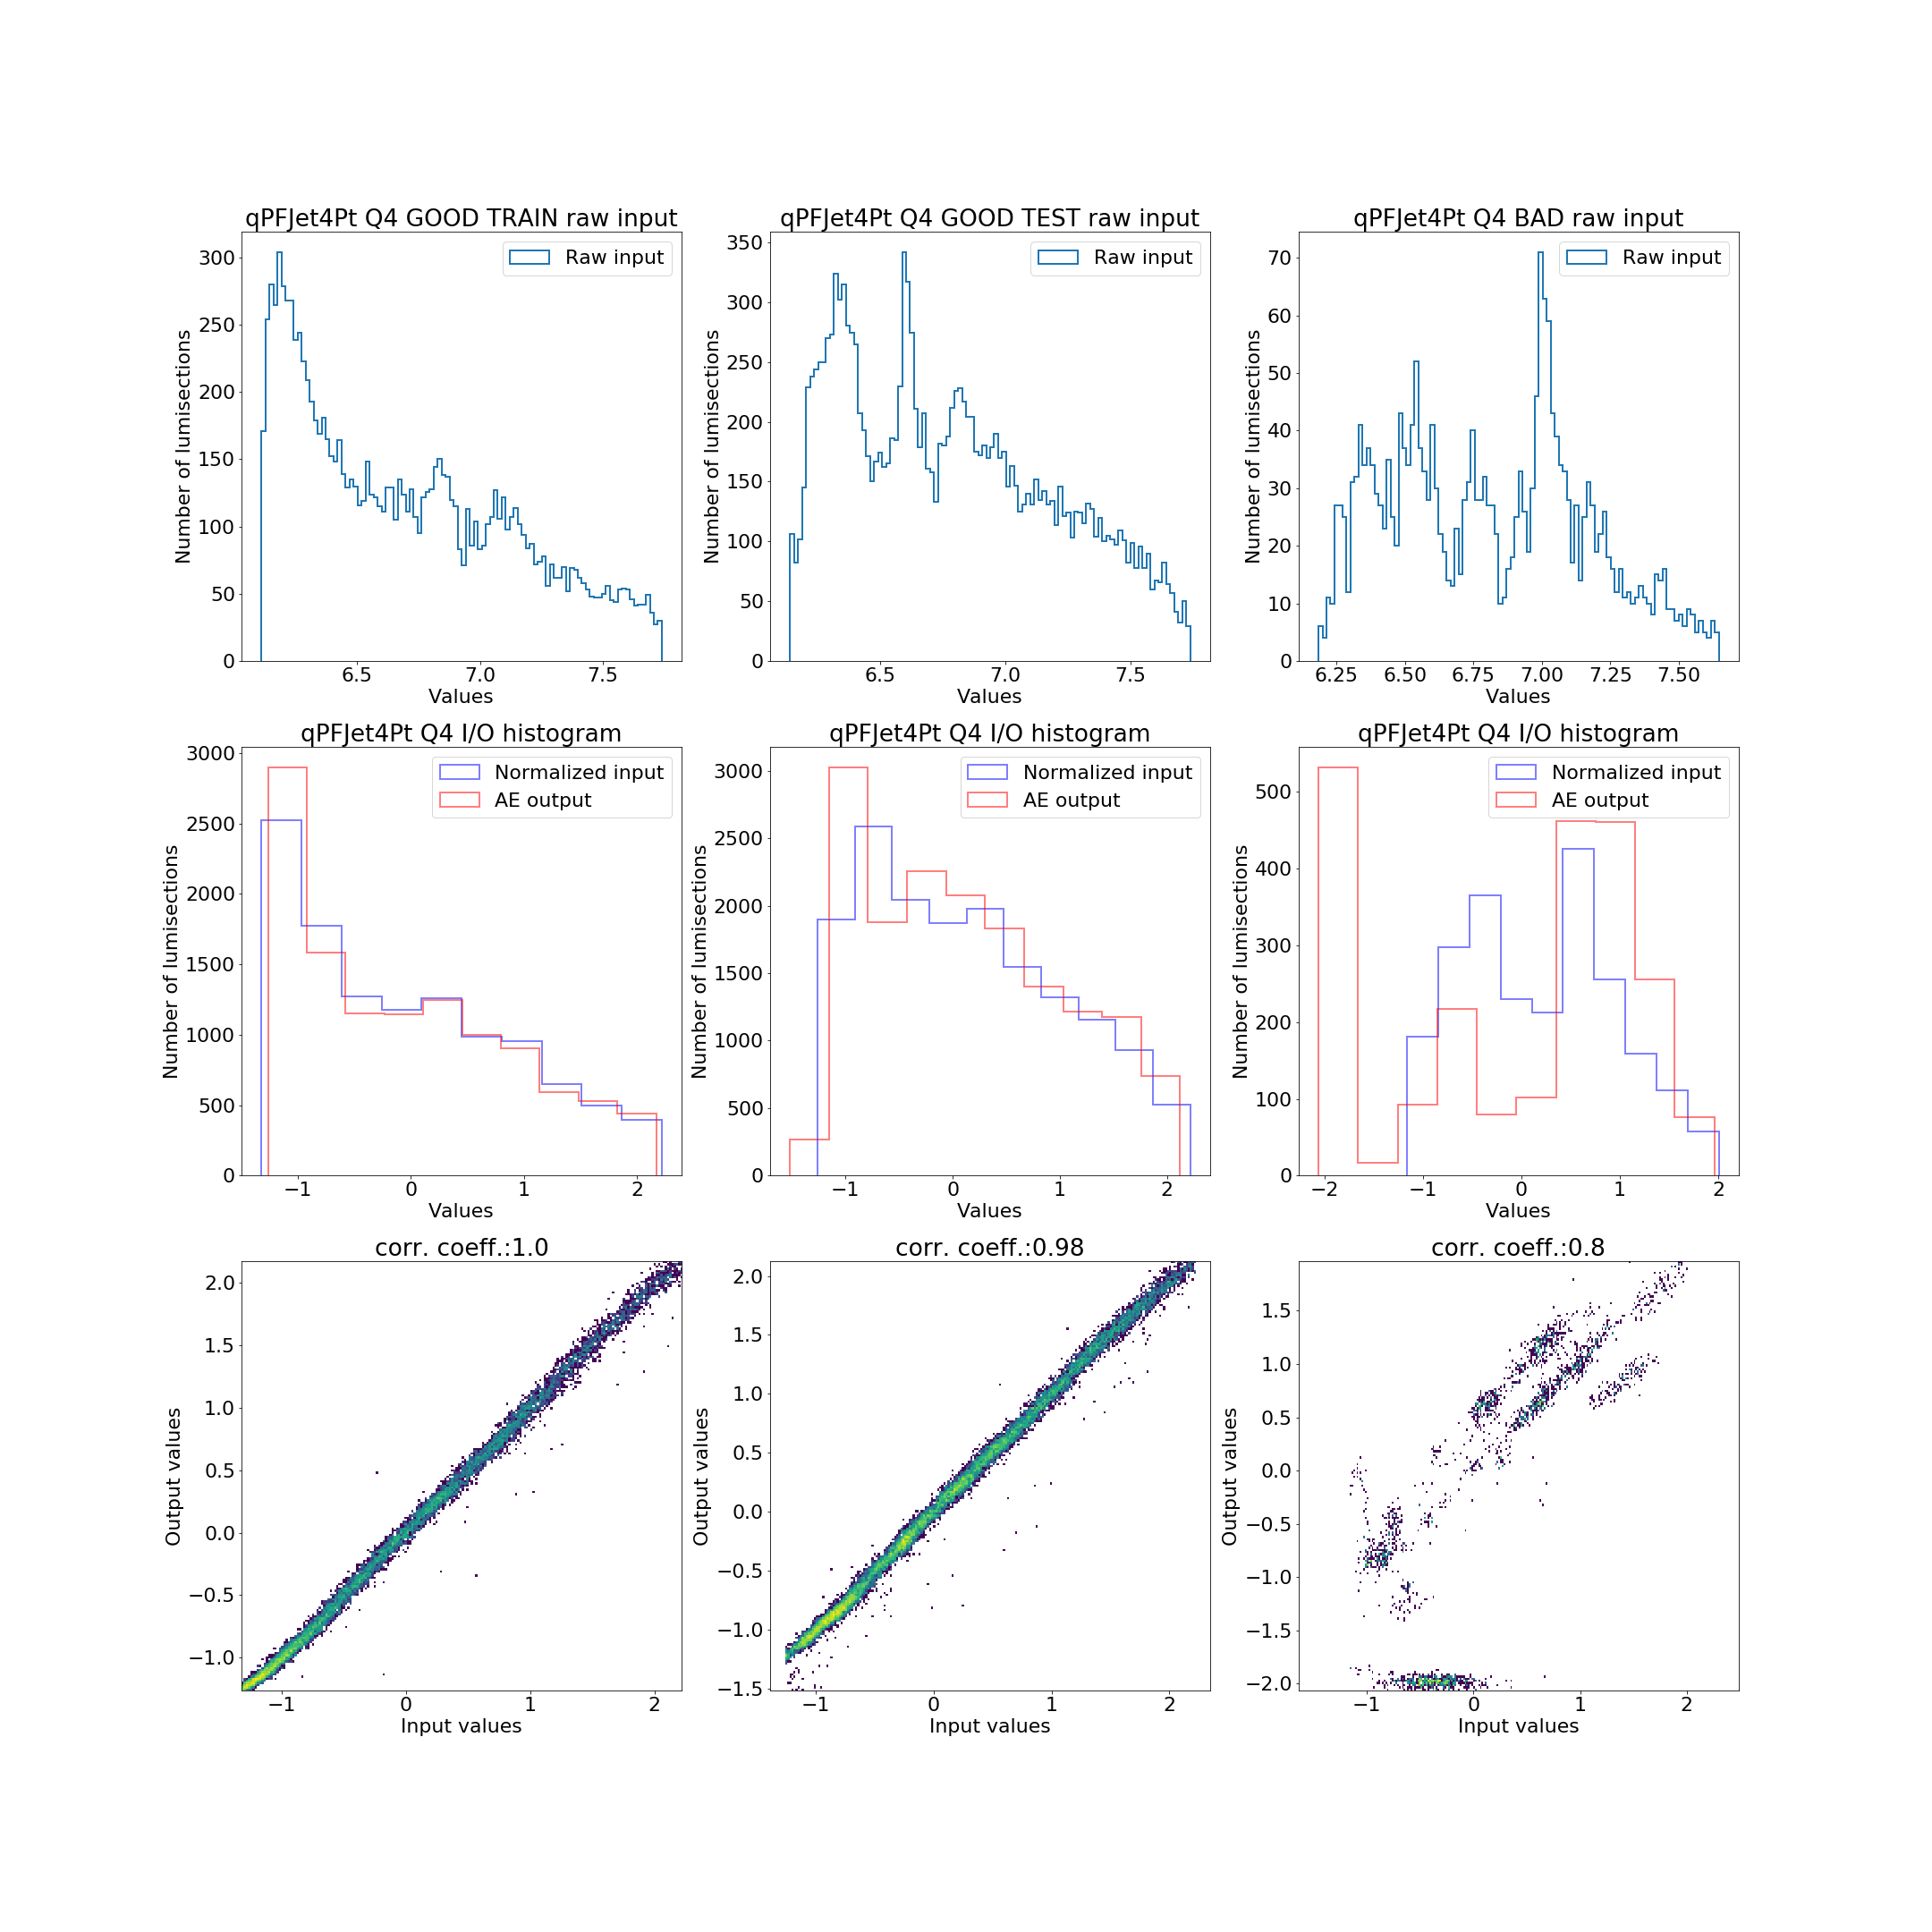 qPFJet4Pt Q4 GOOD TRAIN raw input
Raw input
Number of lumisections
300
250
200
150
100
50
0
6.5 7.0 7.5
Values
qPFJet4Pt Q4 GOOD TEST raw input
Raw input
Number of lumisections
350
300
250
200
150
100
50
0
6.5 7.0 7.5
Values
qPFJet4Pt Q4 BAD raw input
Raw input
Number of lumisections
70
60
50
40
30
20
10
0
6.25 6.50 6.75 7.00 7.25 7.50
Values
qPFJet4Pt Q4 I/O histogram
Normalized input
AE output
Number of lumisections
3000
2500
2000
1500
1000
500
0
−1 0 1 2
Values
qPFJet4Pt Q4 I/O histogram
Normalized input
AE output
Number of lumisections
3000
2500
2000
1500
1000
500
0
−1 0 1 2
Values
qPFJet4Pt Q4 I/O histogram
Normalized input
AE output
Number of lumisections
500
400
300
200
100
0
−2 −1 0 1 2
Values
corr. coeff.:1.0
Output values
2.0
1.5
1.0
0.5
0.0
−0.5
−1.0
−1 0 1 2
Input values
corr. coeff.:0.98
Output values
2.0
1.5
1.0
0.5
0.0
−0.5
−1.0
−1.5
−1 0 1 2
Input values
corr. coeff.:0.8
Output values
1.5
1.0
0.5
0.0
−0.5
−1.0
−1.5
−2.0
−1 0 1 2
Input values